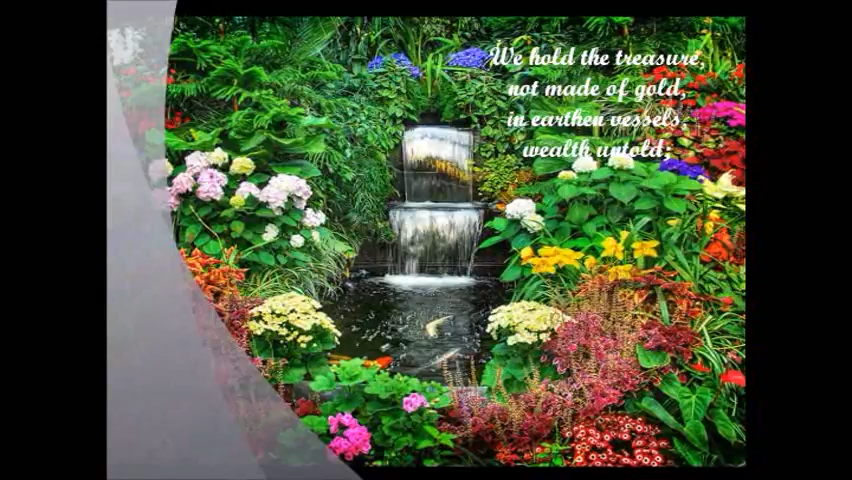 We hold the treasure,
not made of gold,
in earthen vessels,
wealth untold;